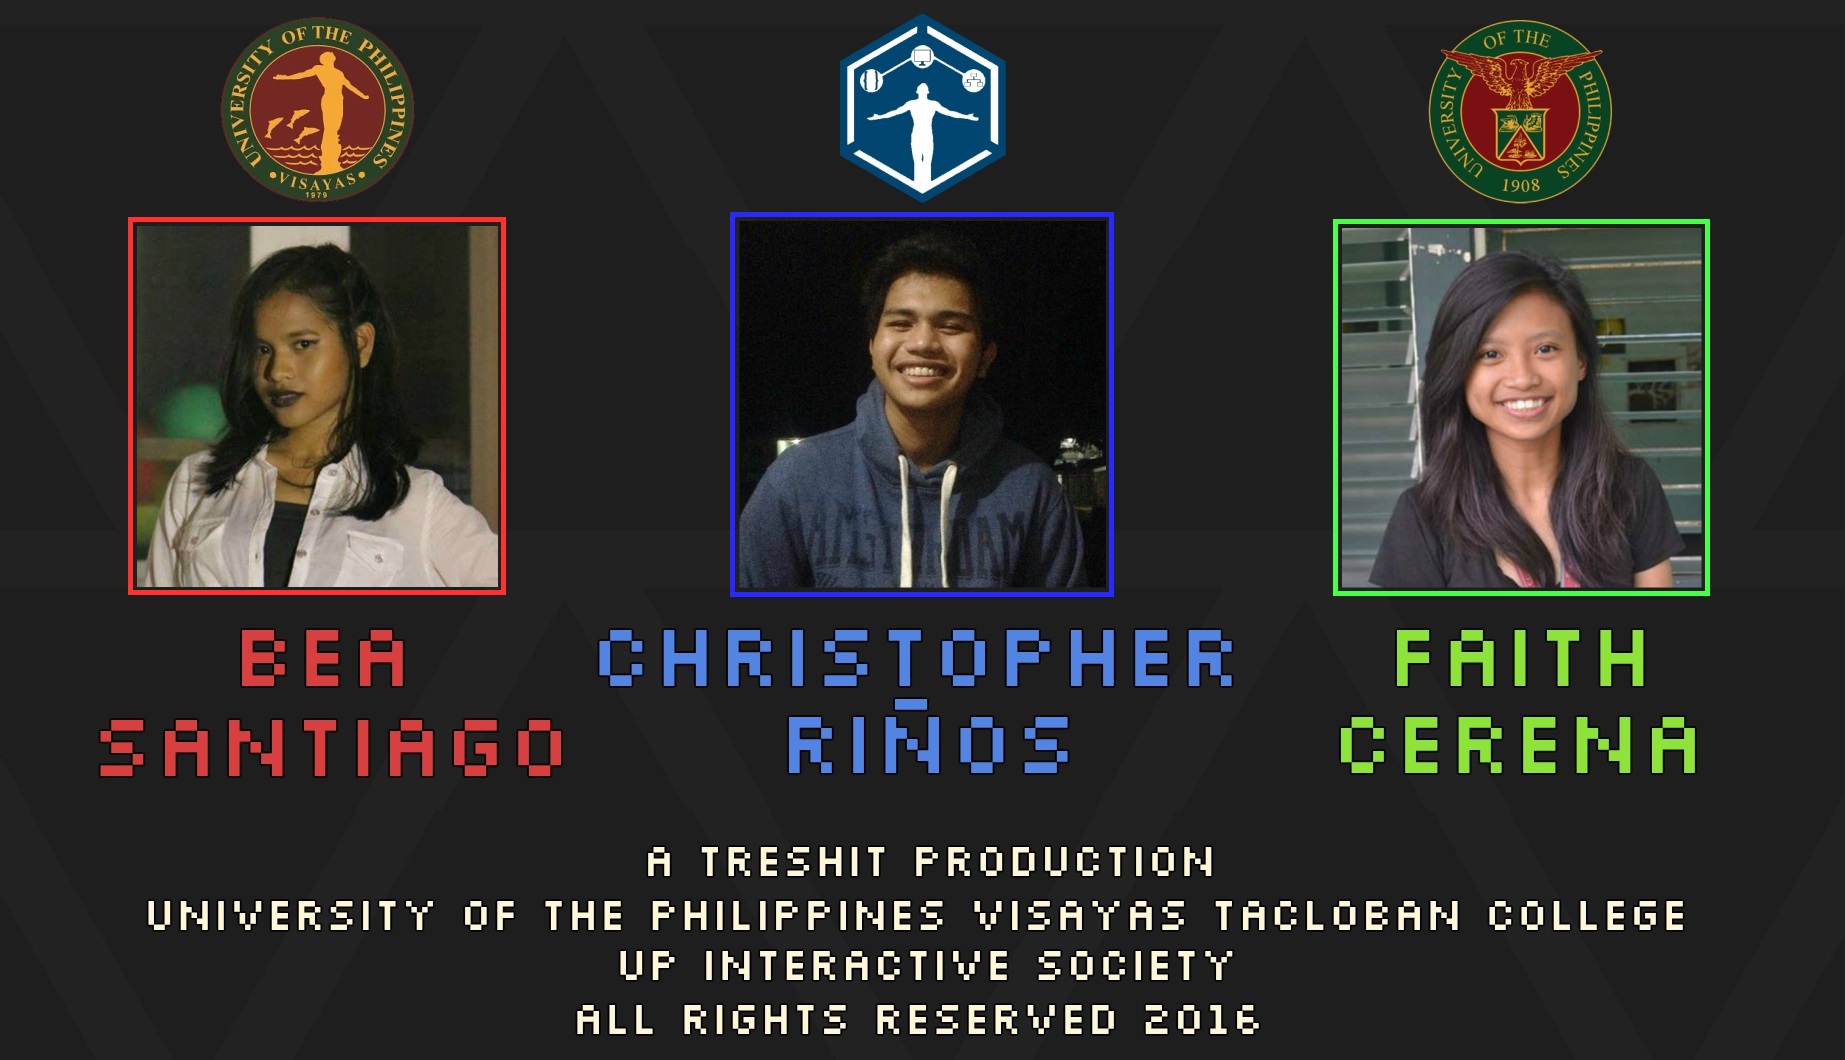 UNIVERSITY OF THE PHILIPPINES
VISAYAS
1979
UNIVERSITY OF THE PHILIPPINES
1908
AMSTERDAM
BEA
SANTIAGO
CHRISTOPHER
RIÑOS
FAITH
CERENA
A TRESHIT PRODUCTION
UNIVERSITY OF THE PHILIPPINES VISAYAS TACLOBAN COLLEGE
UP INTERACTIVE SOCIETY
ALL RIGHTS RESERVED 2016